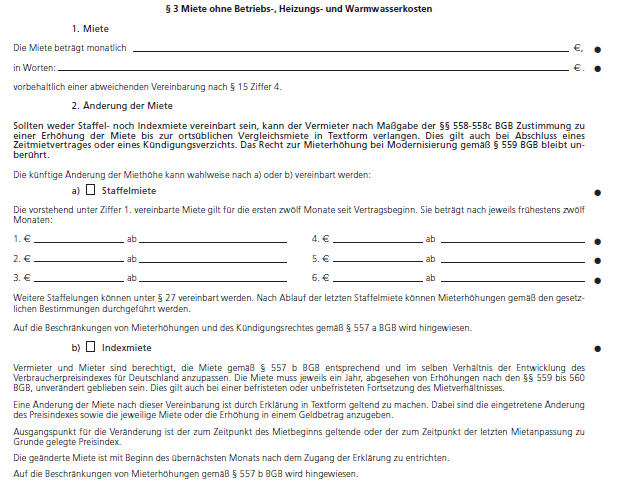 § 3 Miete ohne Betriebs-, Heizungs- und Warmwasserkosten
1. Miete
Die Miete beträgt monatlich €,
in Worten: €.
vorbehaltlich einer abweichenden Vereinbarung nach § 15 Ziffer 4.
2. Änderung der Miete
Sollten weder Staffel- noch Indexmiete vereinbart sein, kann der Vermieter nach Maßgabe der §§ 558-558c BGB Zustimmung zu
einer Erhöhung der Miete bis zur ortsüblichen Vergleichsmiete in Textform verlangen. Dies gilt auch bei Abschluss eines
Zeitmietvertrages oder eines Kündigungsverzichts. Das Recht zur Mieterhöhung bei Modernisierung gemäß § 559 BGB bleibt un-
berührt.
Die künftige Änderung der Miethöhe kann wahlweise nach a) oder b) vereinbart werden:
a) Staffelmiete
Die vorstehend unter Ziffer 1. vereinbarte Miete gilt für die ersten zwölf Monate seit Vertragsbeginn. Sie beträgt nach jeweils frühestens zwölf
Monaten:
1. € ab 4. € ab
2. € ab 5. € ab
3. € ab 6. € ab
Weitere Staffelungen können unter § 27 vereinbart werden. Nach Ablauf der letzten Staffelmiete können Mieterhöhungen gemäß den gesetz-
lichen Bestimmungen durchgeführt werden.
Auf die Beschränkungen von Mieterhöhungen und des Kündigungsrechtes gemäß § 557 a BGB wird hingewiesen.
b) Indexmiete
Vermieter und Mieter sind berechtigt, die Miete gemäß § 557 b BGB entsprechend und im selben Verhältnis der Entwicklung des
Verbraucherpreisindexes für Deutschland anzupassen. Die Miete muss jeweils ein Jahr, abgesehen von Erhöhungen nach den §§ 559 bis 560
BGB, unverändert geblieben sein. Dies gilt auch bei einer befristeten oder unbefristeten Fortsetzung des Mietverhältnisses.
Eine Änderung der Miete nach dieser Vereinbarung ist durch Erklärung in Textform geltend zu machen. Dabei sind die eingetretene Änderung
des Preisindexes sowie die jeweilige Miete oder die Erhöhung in einem Geldbetrag anzugeben.
Ausgangspunkt für die Veränderung ist der zum Zeitpunkt des Mietbeginns geltende oder der zum Zeitpunkt der letzten Mietanpassung zu
Grunde gelegte Preisindex.
Die geänderte Miete ist mit Beginn des übernächsten Monats nach dem Zugang der Erklärung zu entrichten.
Auf die Beschränkungen von Mieterhöhungen gemäß § 557 b BGB wird hingewiesen.